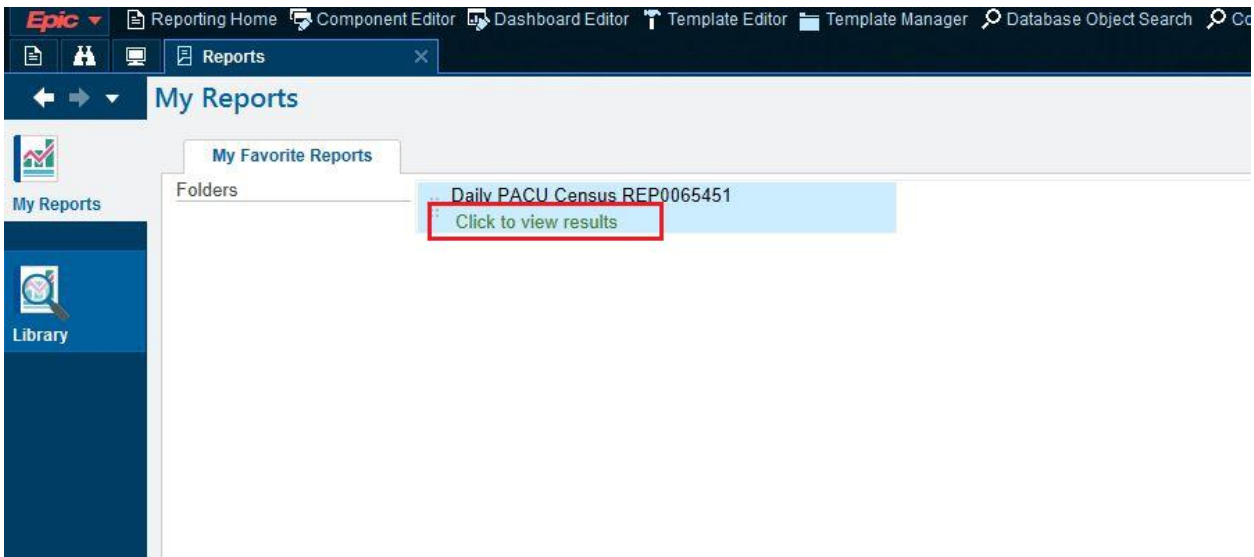 Epic Reporting Home Component Editor Dashboard Editor Template Editor Template Manager Database Object Search Co
Reports
My Reports
My Favorite Reports
My Reports
Folders
Daily PACU Census REP0065451
Click to view results
Library